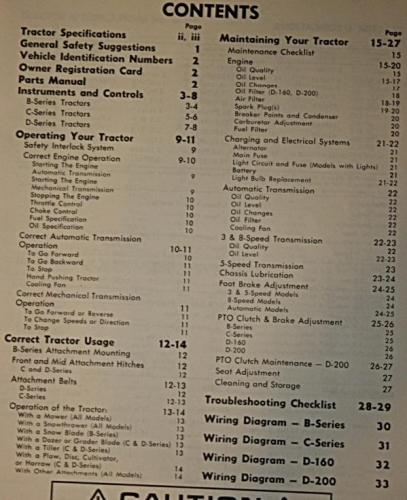 CONTENTS
Page
Tractor Specifications ii, iii
General Safety Suggestions 1
Vehicle Identification Numbers 2
Owner Registration Card 2
Parts Manual 2
Instruments and Controls 3-8
B-Series Tractors 3-4
C-Series Tractors 5-6
D-Series Tractors 7-8
Operating Your Tractor 9-11
Safety Interlock System 9
Correct Engine Operation 9-10
Starting The Engine
Automatic Transmission 9
Starting The Engine
Mechanical Transmission 9
Stopping The Engine 10
Throttle Control 10
Choke Control 10
Fuel Specification 10
Oil Specification 10
Correct Automatic Transmission
Operation 10-11
To Go Forward 10
To Go Backward 11
To Stop 11
Hand Pushing Tractor 11
Cooling Fan 11
Correct Mechanical Transmission
Operation 11
To Go Forward or Reverse 11
To Change Speeds or Direction 11
To Stop 11
Correct Tractor Usage 12-14
B-Series Attachment Mounting 12
Front and Mid Attachment Hitches 12
C and D-Series 12
Attachment Belts 12-13
D-Series 12
C-Series 12-13
Operation of the Tractor: 13-14
With a Mower (All Models) 13
With a Snowthrower (All Models) 13
With a Snow Blade (B-Series) 13
With a Dozer or Grader Blade (C & D-Series) 13
With a Tiller (C & D-Series) 13
With a Plow, Disc, Cultivator,
or Harrow (C & D-Series) 14
With Other Attachments (All Models) 14
Page
Maintaining Your Tractor 15-27
Maintenance Checklist 15
Engine 15-20
Oil Quality 15
Oil Level 15-17
Oil Changes 17
Oil Filter (D-160, D-200) 18
Air Filter 18-19
Spark Plug(s) 19-20
Breaker Points and Condenser 20
Carburetor Adjustment 20
Fuel Filter 20
Charging and Electrical Systems 21-22
Alternator 21
Main Fuse 21
Light Circuit and Fuse (Models with Lights) 21
Battery 21
Light Bulb Replacement 21-22
Automatic Transmission 22
Oil Quality 22
Oil Level 22
Oil Changes 22
Oil Filter 22
Cooling Fan 22
3 & 8-Speed Transmission 22-23
Oil Quality 22
Oil Level 22-23
5-Speed Transmission 23
Chassis Lubrication 23-24
Foot Brake Adjustment 24-25
3 & 5-Speed Models 24
8-Speed Models 24
Automatic Models 24-25
PTO Clutch & Brake Adjustment 25-26
B-Series 25
C-Series 25
D-160 26
D-200 26
PTO Clutch Maintenance — D-200 26-27
Seat Adjustment 27
Cleaning and Storage 27
Troubleshooting Checklist 28-29
Wiring Diagram — B-Series 30
Wiring Diagram — C-Series 31
Wiring Diagram — D-160 32
Wiring Diagram — D-200 33
CAUTION